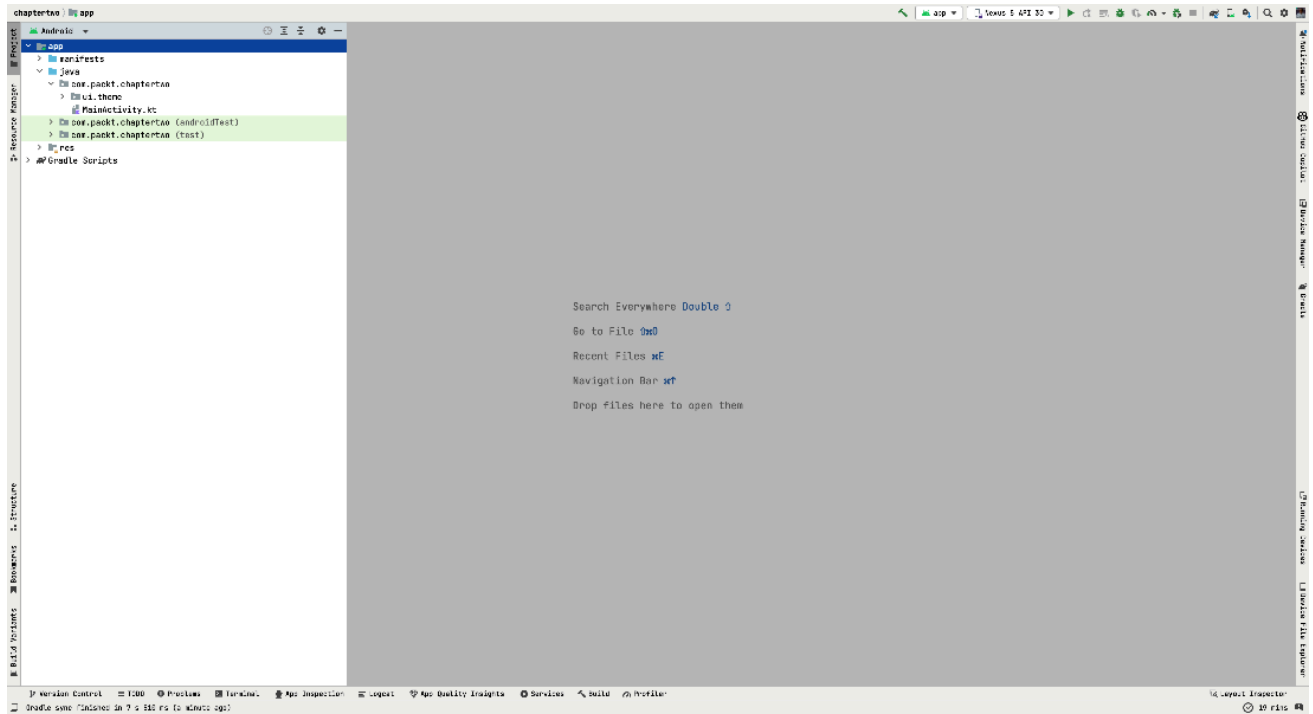 chaptertwo app
app
Nexus 5 API 30
Android
app
manifests
java
com.packt.chaptertwo
ui.theme
MainActivity.kt
com.packt.chaptertwo (androidTest)
com.packt.chaptertwo (test)
res
Gradle Scripts
Project
Resource Manager
Structure
Bookmarks
Build Variants
Search Everywhere Double ⇧
Go to File ⇧⌘O
Recent Files ⌘E
Navigation Bar ⌘↑
Drop files here to open them
Notifications
GitHub Copilot
Device Manager
Gradle
Running Devices
Device File Explorer
Version Control TODO Problems Terminal App Inspection Logcat App Quality Insights Services Build Profiler Layout Inspector
Gradle sync finished in 7 s ms (a minute ago) 19 mins